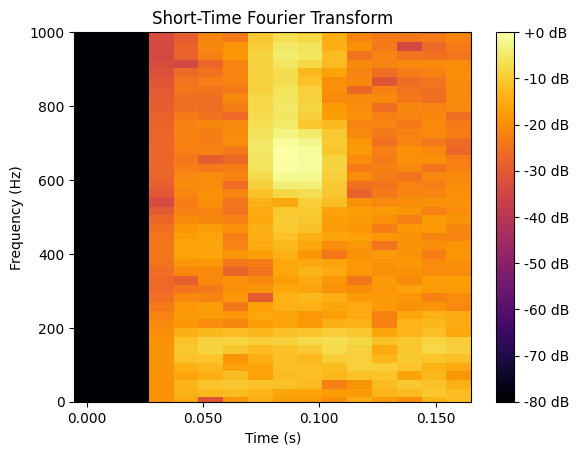 Short-Time Fourier Transform
Frequency (Hz)
1000
800
600
400
200
0
0.000
0.050
0.100
0.150
Time (s)
+0 dB
-10 dB
-20 dB
-30 dB
-40 dB
-50 dB
-60 dB
-70 dB
-80 dB